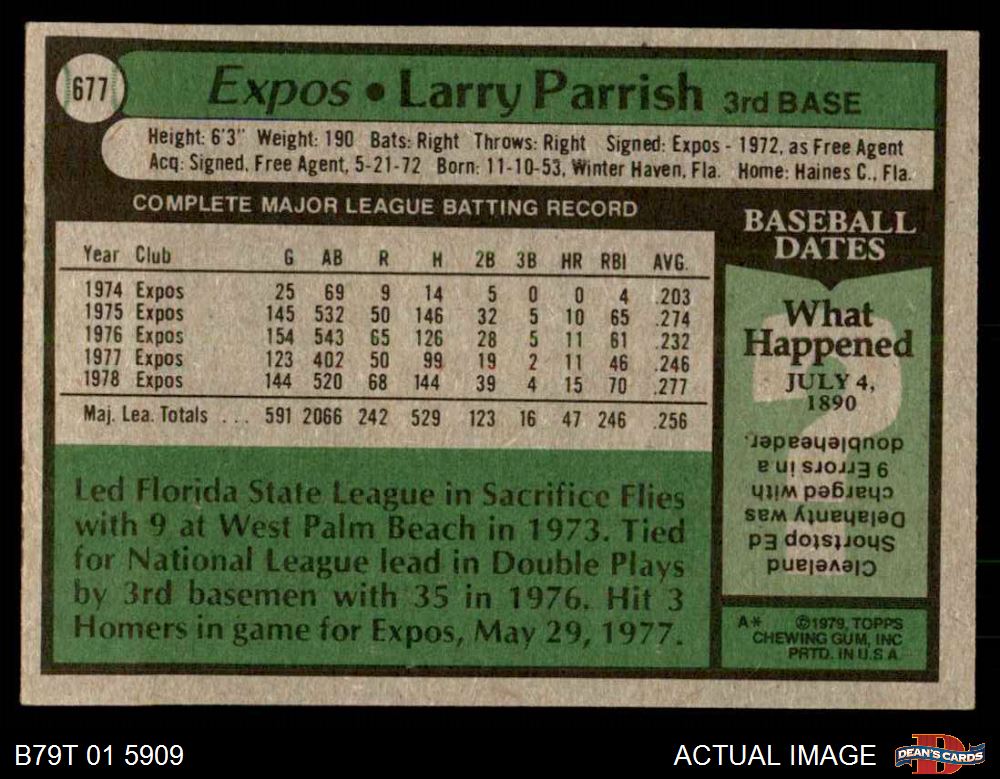 677
Expos • Larry Parrish 3rd BASE
Height: 6'3" Weight: 190 Bats: Right Throws: Right Signed: Expos - 1972, as Free Agent
Acq: Signed, Free Agent, 5-21-72 Born: 11-10-53, Winter Haven, Fla. Home: Haines C., Fla.
COMPLETE MAJOR LEAGUE BATTING RECORD
Year Club G AB R H 2B 3B HR RBI AVG.
1974 Expos 25 69 9 14 5 0 0 4 .203
1975 Expos 145 532 50 146 32 5 10 65 .274
1976 Expos 154 543 65 126 28 5 11 61 .232
1977 Expos 123 402 50 99 19 2 11 46 .246
1978 Expos 144 520 68 144 39 4 15 70 .277
Maj. Lea. Totals . . . 591 2066 242 529 123 16 47 246 .256
Led Florida State League in Sacrifice Flies
with 9 at West Palm Beach in 1973. Tied
for National League lead in Double Plays
by 3rd basemen with 35 in 1976. Hit 3
Homers in game for Expos, May 29, 1977.
BASEBALL
DATES
What
Happened
JULY 4,
1890
Cleveland
Shortstop Ed
Delahanty was
charged with
9 Errors in a
doubleheader.
A* ©1979, TOPPS
CHEWING GUM, INC
PRTD. IN U.S.A.
B79T 01 5909
ACTUAL IMAGE
DEAN'S CARDS